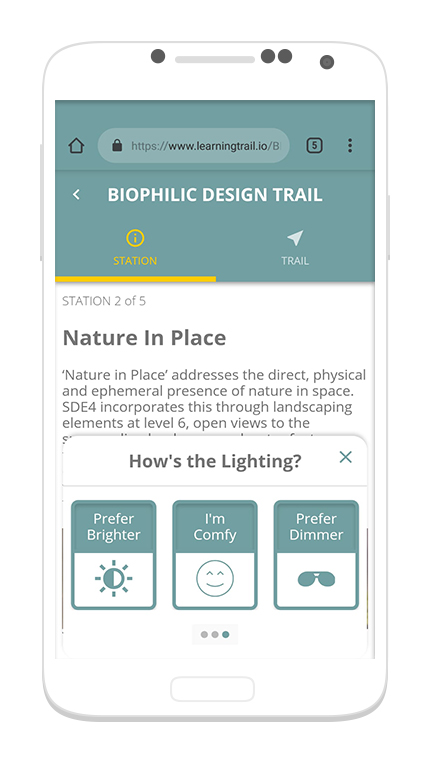 https://www.learningtrail.io/B
5
BIOPHILIC DESIGN TRAIL
STATION
TRAIL
STATION 2 of 5
Nature In Place
‘Nature in Place’ addresses the direct, physical
and ephemeral presence of nature in space.
SDE4 incorporates this through landscaping
elements at level 6, open views to the
How's the Lighting?
Prefer
Brighter
I'm
Comfy
Prefer
Dimmer